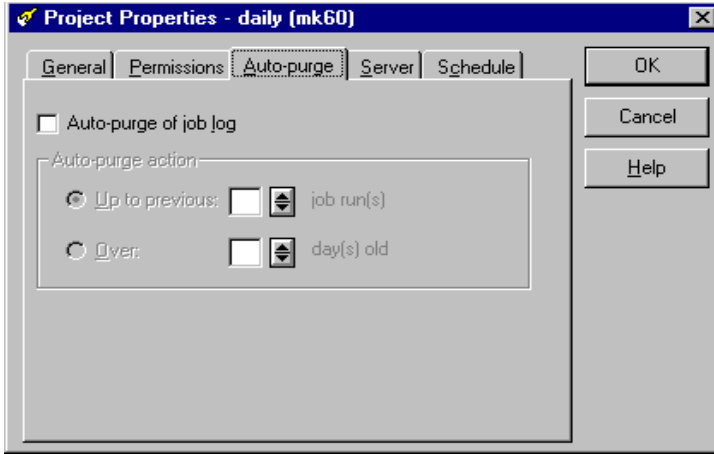 Project Properties - daily (mk60)
General Permissions Auto-purge Server Schedule
OK
Auto-purge of job log
Cancel
Auto-purge action
Help
Up to previous: job run(s)
Over: day(s) old